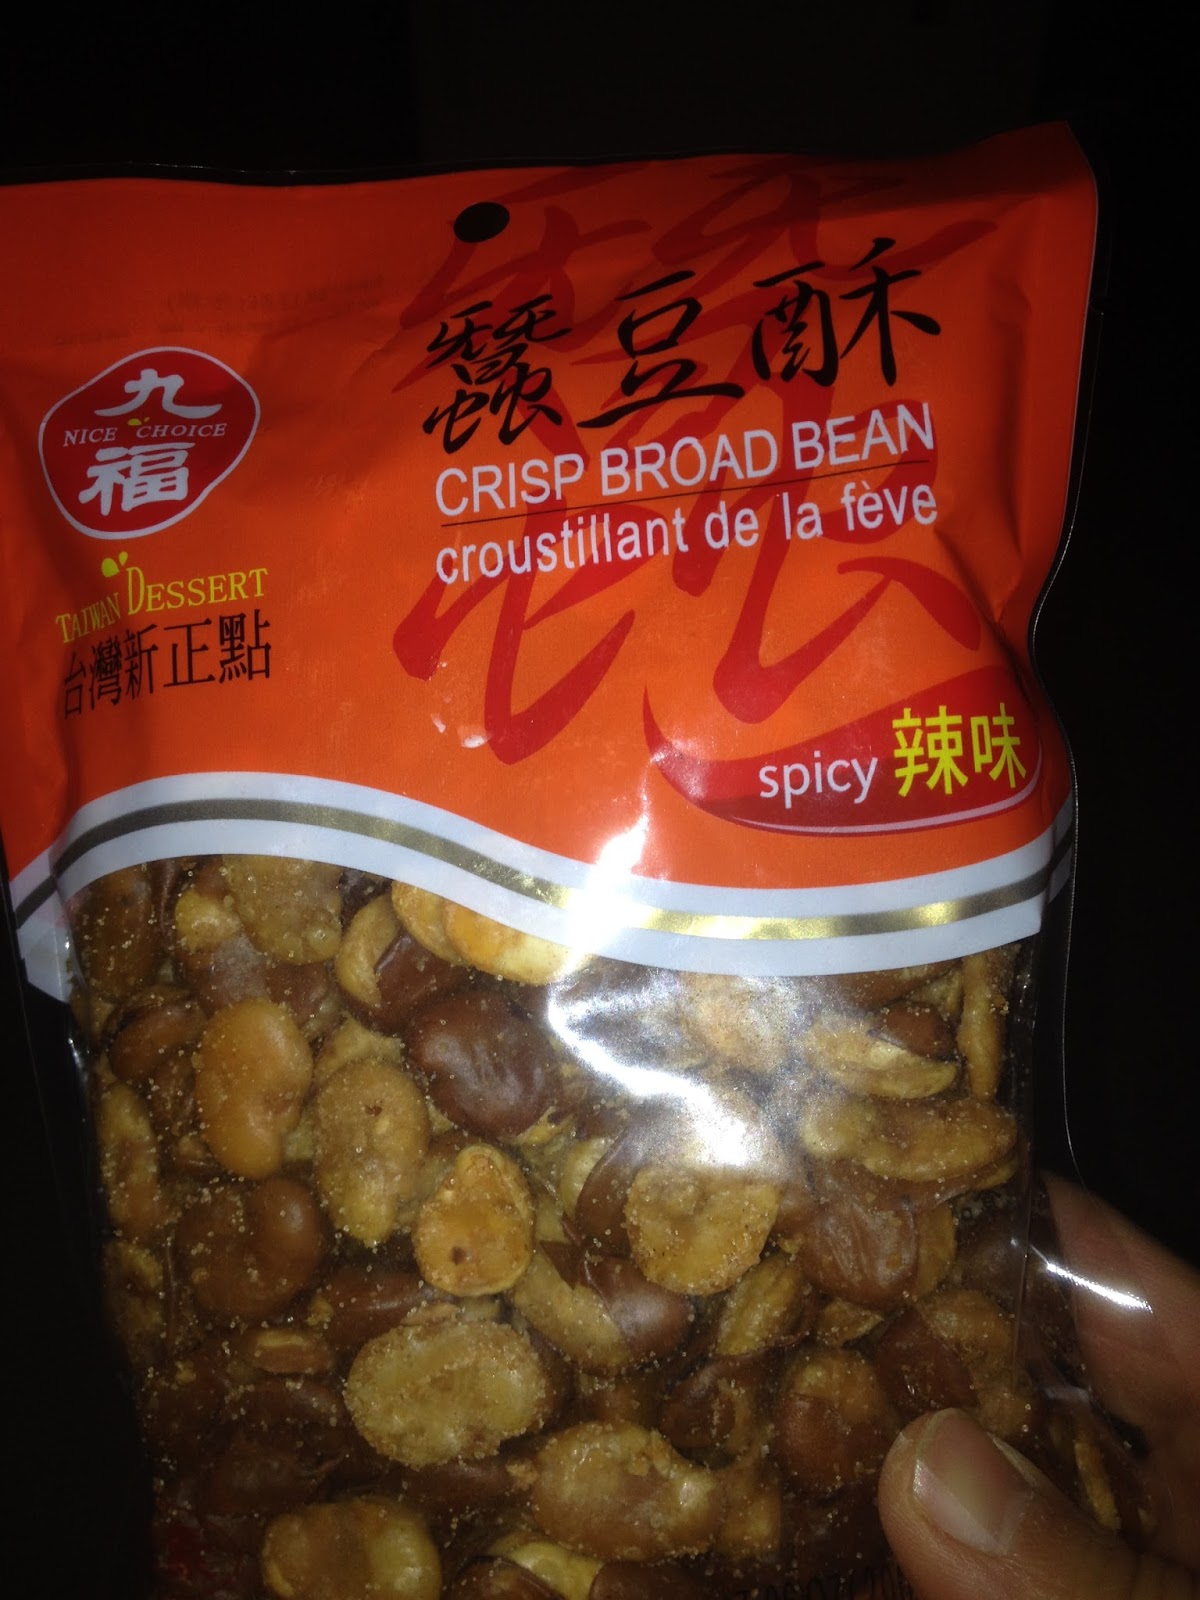 九
NICE CHOICE
福
TAIWAN DESSERT
台灣新正點
蠶豆酥
CRISP BROAD BEAN
croustillant de la fève
spicy 辣味